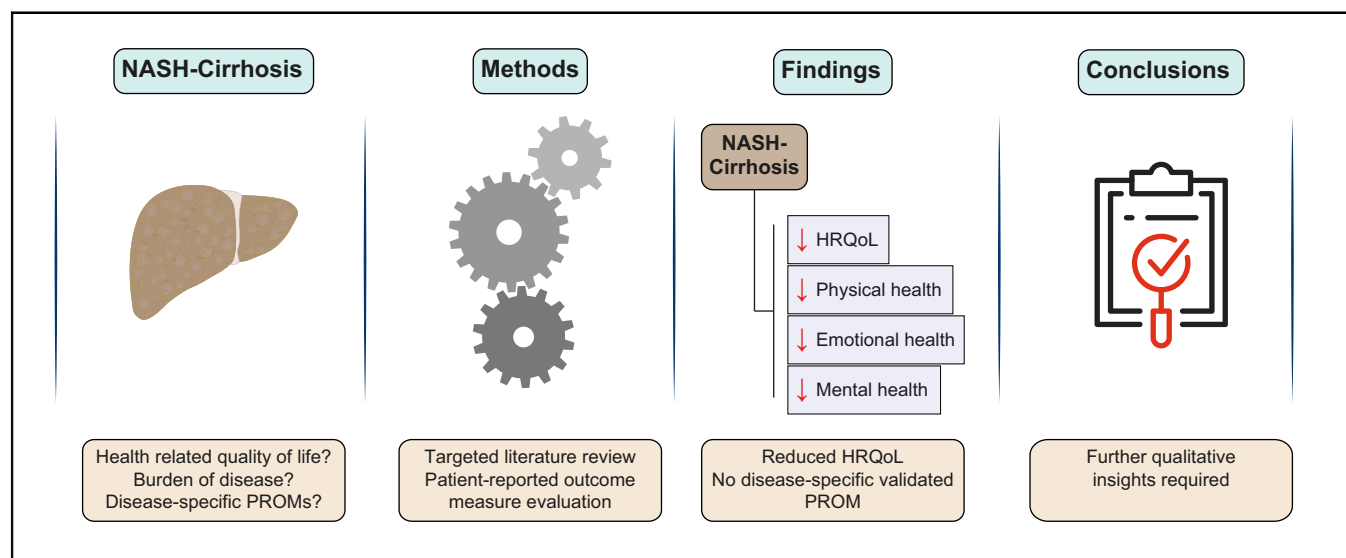 NASH-Cirrhosis
Health related quality of life?
Burden of disease?
Disease-specific PROMs?
Methods
Targeted literature review
Patient-reported outcome
measure evaluation
Findings
NASH-
Cirrhosis
↓ HRQoL
↓ Physical health
↓ Emotional health
↓ Mental health
Reduced HRQoL
No disease-specific validated
PROM
Conclusions
Further qualitative
insights required